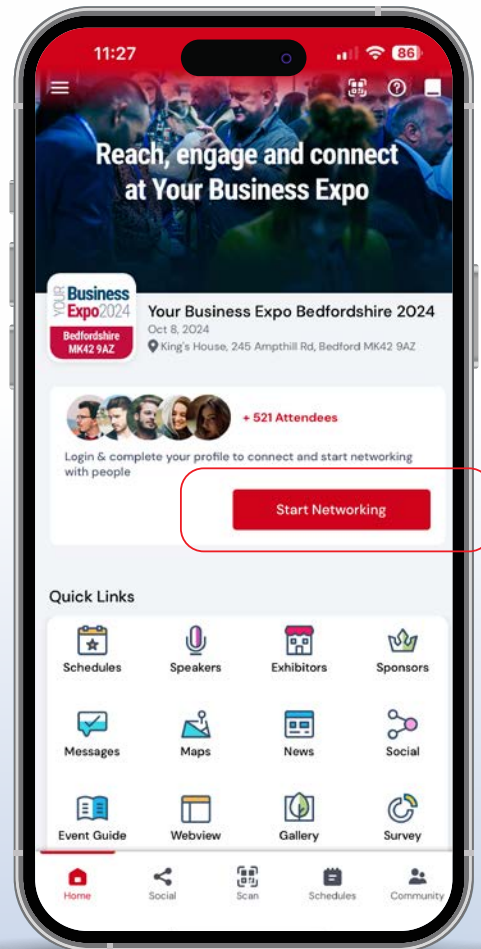 11:27
86
Reach, engage and connect
at Your Business Expo
YOUR
Business
Expo2024
Bedfordshire
MK42 9AZ
Your Business Expo Bedfordshire 2024
Oct 8, 2024
King's House, 245 Ampthill Rd, Bedford MK42 9AZ
+ 521 Attendees
Login & complete your profile to connect and start networking
with people
Start Networking
Quick Links
Schedules Speakers Exhibitors Sponsors
Messages Maps News Social
Event Guide Webview Gallery Survey
Home Social Scan Schedules Community